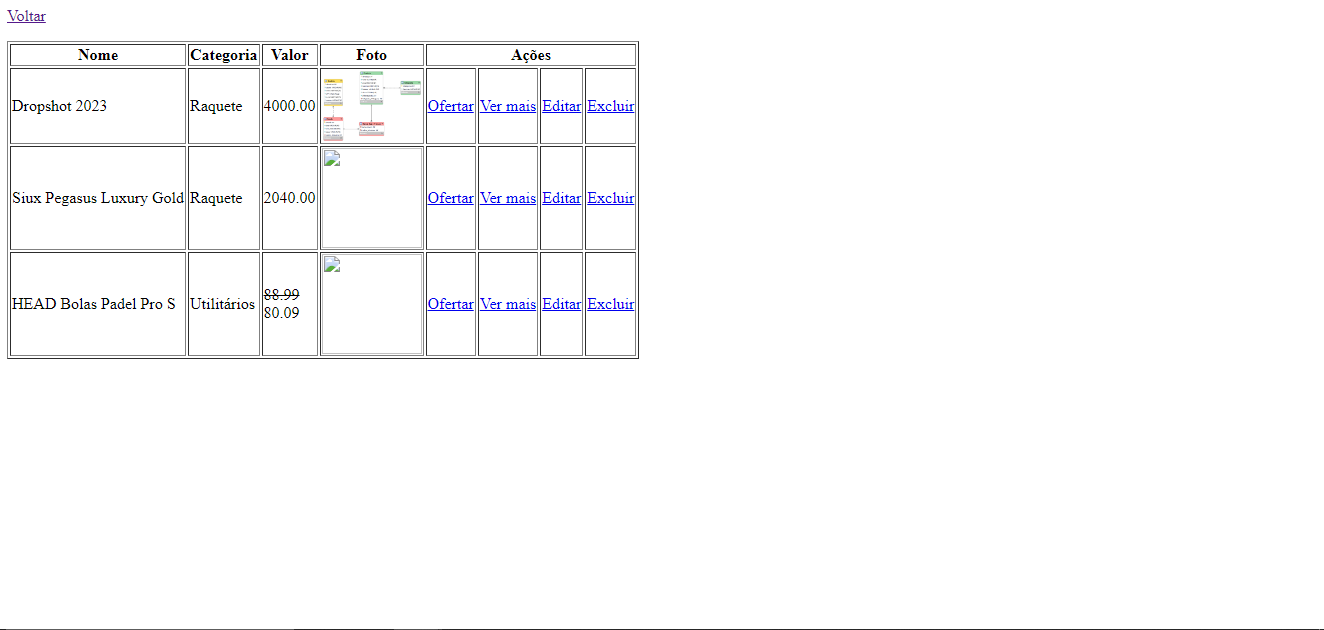 Voltar
Nome Categoria Valor Foto Ações
Dropshot 2023 Raquete 4000.00 Ofertar Ver mais Editar Excluir
Siux Pegasus Luxury Gold Raquete 2040.00 Ofertar Ver mais Editar Excluir
HEAD Bolas Padel Pro S Utilitários 88.99 80.09 Ofertar Ver mais Editar Excluir